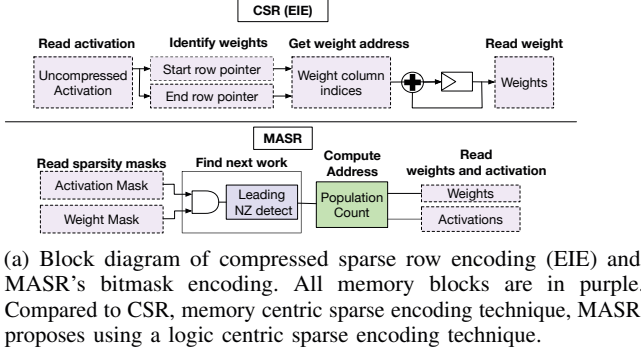 CSR (EIE)
Read activation
Identify weights
Get weight address
Read weight
Uncompressed
Activation
Start row pointer
End row pointer
Weight column
indices
Weights
MASR
Read sparsity masks
Find next work
Compute
Address
Read
weights and activation
Activation Mask
Weight Mask
Leading
NZ detect
Population
Count
Weights
Activations
(a) Block diagram of compressed sparse row encoding (EIE) and
MASR's bitmask encoding. All memory blocks are in purple.
Compared to CSR, memory centric sparse encoding technique, MASR
proposes using a logic centric sparse encoding technique.